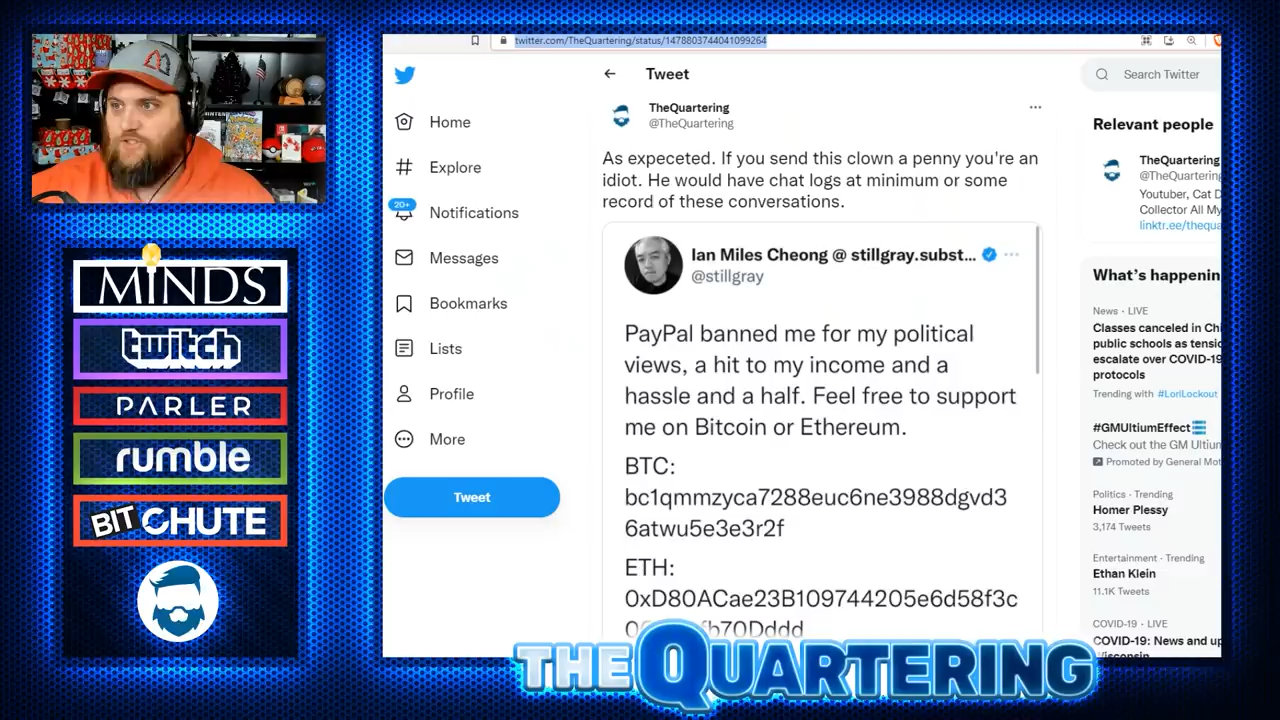 twitter.com/TheQuartering/status/1478803744041099264
Tweet
Search Twitter
Home
Explore
20+
Notifications
Messages
Bookmarks
Lists
Profile
More
Tweet
TheQuartering
@TheQuartering
As expeceted. If you send this clown a penny you're an
idiot. He would have chat logs at minimum or some
record of these conversations.
Ian Miles Cheong @ stillgray.subst...
@stillgray
PayPal banned me for my political
views, a hit to my income and a
hassle and a half. Feel free to support
me on Bitcoin or Ethereum.
BTC:
bc1qmmzyca7288euc6ne3988dgvd3
6atwu5e3e3r2f
ETH:
0xD80ACae23B109744205e6d58f3c
Relevant people
TheQuartering
@TheQuartering
Youtuber, Cat D
Collector All My
linktr.ee/thequa
What's happenin
News · LIVE
Classes canceled in Chi
public schools as tensio
escalate over COVID-19
protocols
Trending with #LoriLockout
#GMUltiumEffect
Check out the GM Ultium
Promoted by General Mot
Politics · Trending
Homer Plessy
3,174 Tweets
Entertainment · Trending
Ethan Klein
11.1K Tweets
COVID-19 · LIVE
COVID-19: News and up
Wisconsin
MINDS
twitch
PARLER
rumble
BITCHUTE
THE QUARTERING